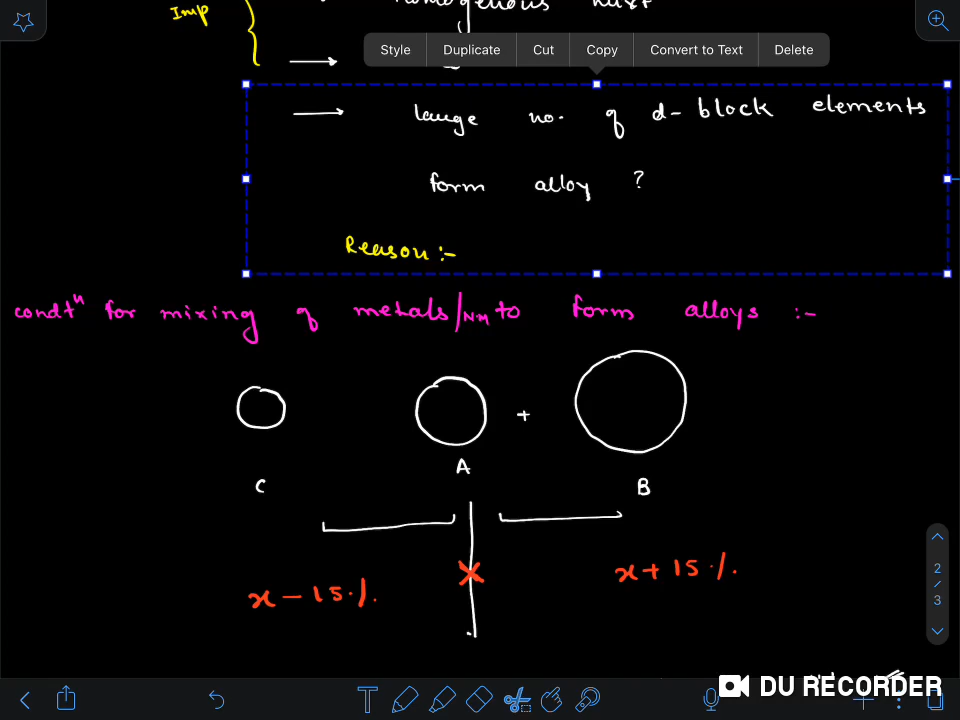 homogenous
Imp
Style Duplicate Cut Copy Convert to Text Delete
→ large no. of d-block elements
form alloy ?
Reason :-
condtⁿ for mixing of metals/NM to form alloys :-
+
C A B
x - 15 %. x + 15 %.
2
/
3
T
DU RECORDER